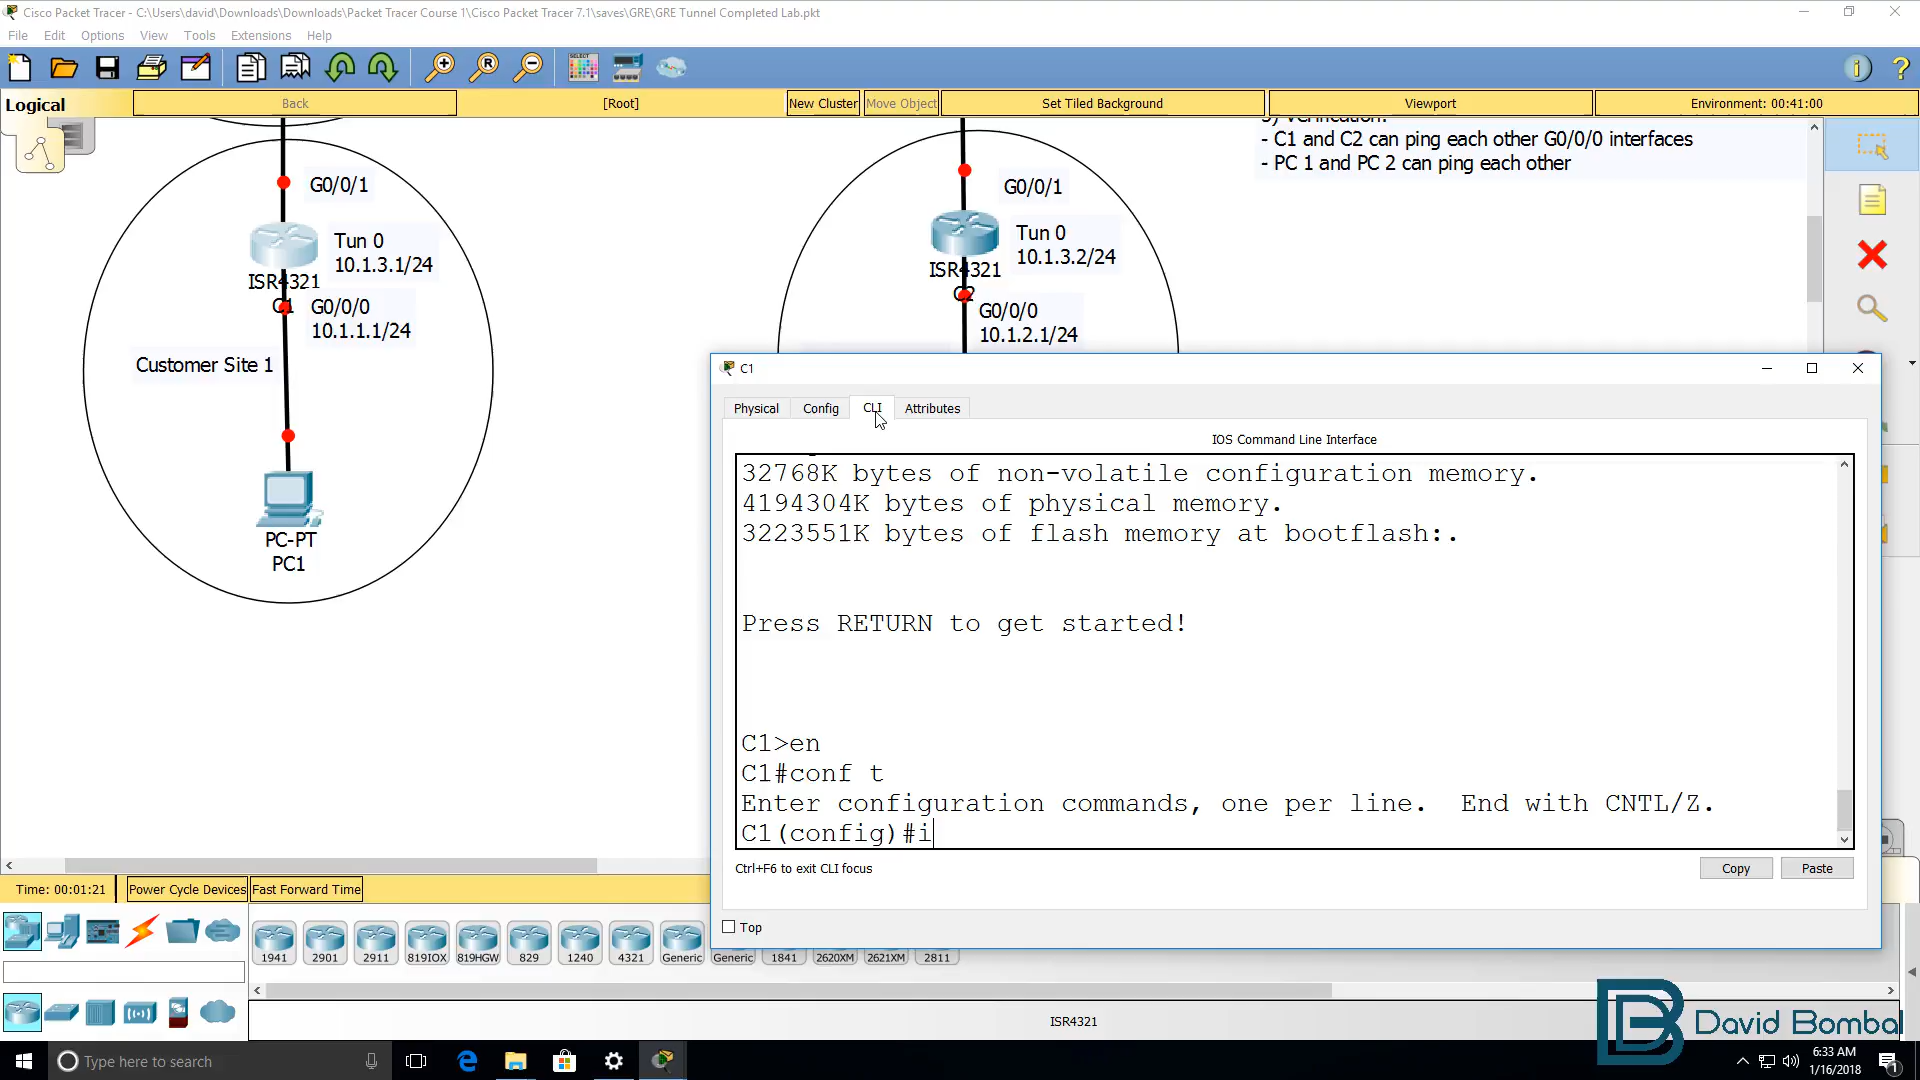 Cisco Packet Tracer - C:\Users\david\Downloads\Downloads\Packet Tracer Course 1\Cisco Packet Tracer 7.1\saves\GRE\GRE Tunnel Completed Lab.pkt
File Edit Options View Tools Extensions Help
Logical Back [Root] New Cluster Move Object Set Tiled Background Viewport Environment: 00:41:00
- C1 and C2 can ping each other G0/0/0 interfaces
- PC 1 and PC 2 can ping each other
G0/0/1
Tun 0
10.1.3.1/24
ISR4321
C1
G0/0/0
10.1.1.1/24
Customer Site 1
PC-PT
PC1
G0/0/1
Tun 0
10.1.3.2/24
ISR4321
C2
G0/0/0
10.1.2.1/24
C1
Physical Config CLI Attributes
IOS Command Line Interface
32768K bytes of non-volatile configuration memory.
4194304K bytes of physical memory.
3223551K bytes of flash memory at bootflash:.
Press RETURN to get started!
C1>en
C1#conf t
Enter configuration commands, one per line. End with CNTL/Z.
C1(config)#i
Ctrl+F6 to exit CLI focus
Copy Paste
Top
Time: 00:01:21 Power Cycle Devices Fast Forward Time
1941 2901 2911 819IOX 819HGW 829 1240 4321 Generic Generic 1841 2620XM 2621XM 2811
ISR4321
David Bombal
Type here to search
6:33 AM
1/16/2018